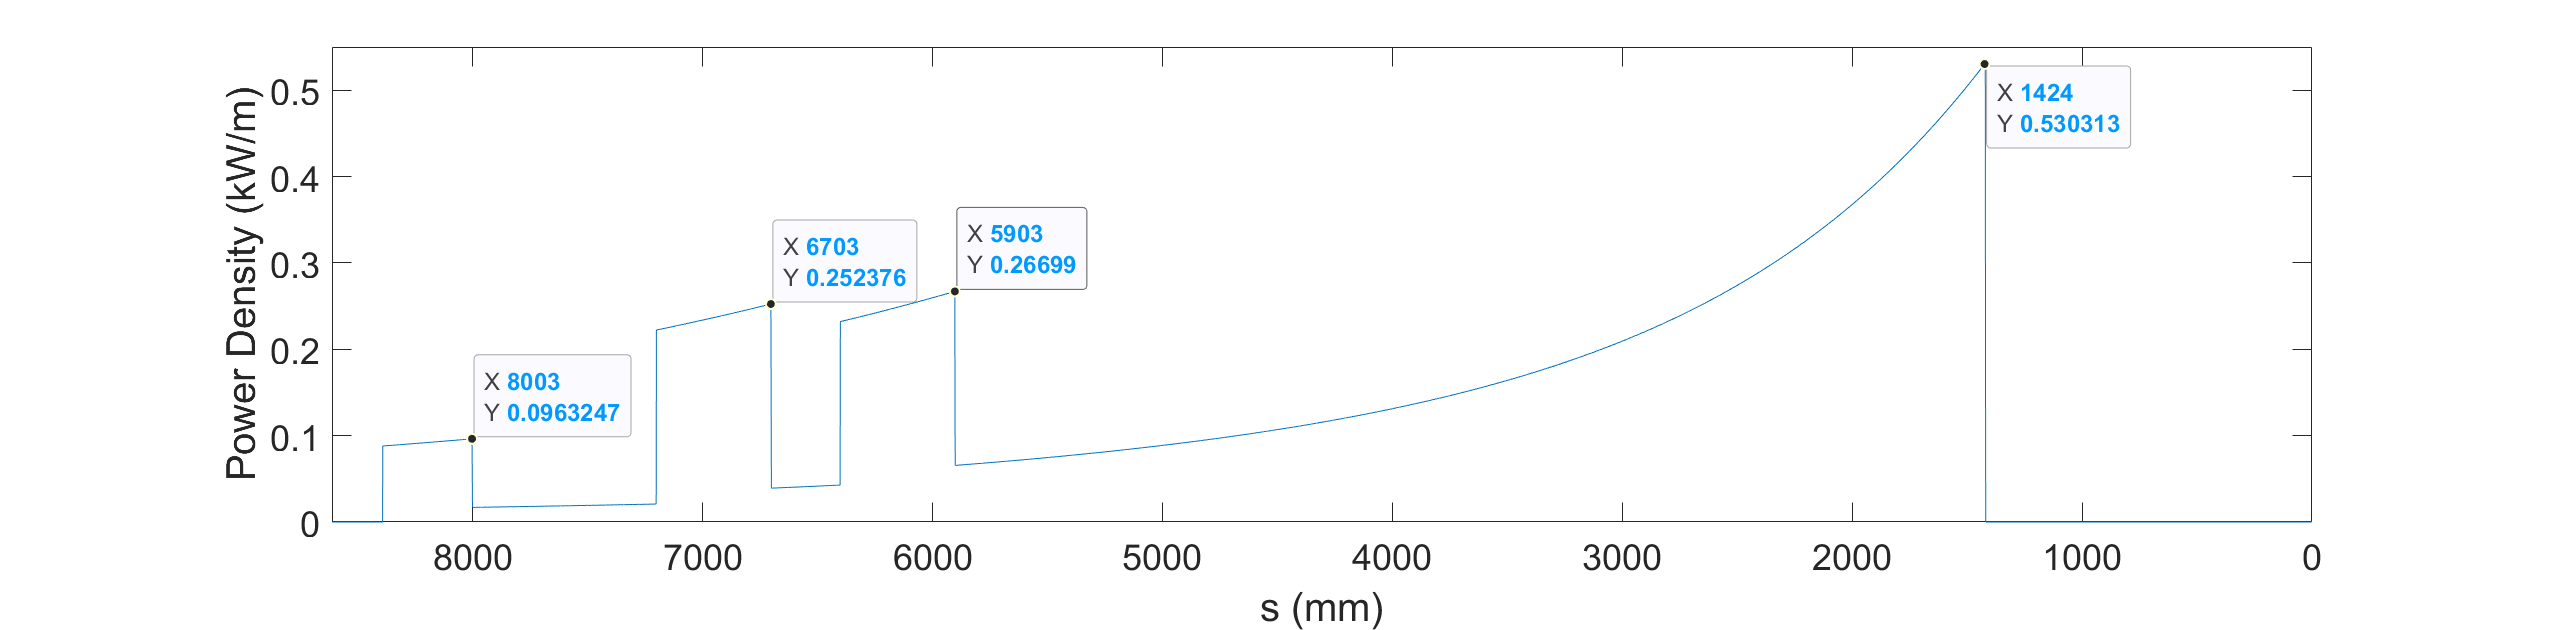 Power Density (kW/m)
0.5
0.4
0.3
0.2
0.1
0
X 8003
Y 0.0963247
X 6703
Y 0.252376
X 5903
Y 0.26699
X 1424
Y 0.530313
8000 7000 6000 5000 4000 3000 2000 1000 0
s (mm)